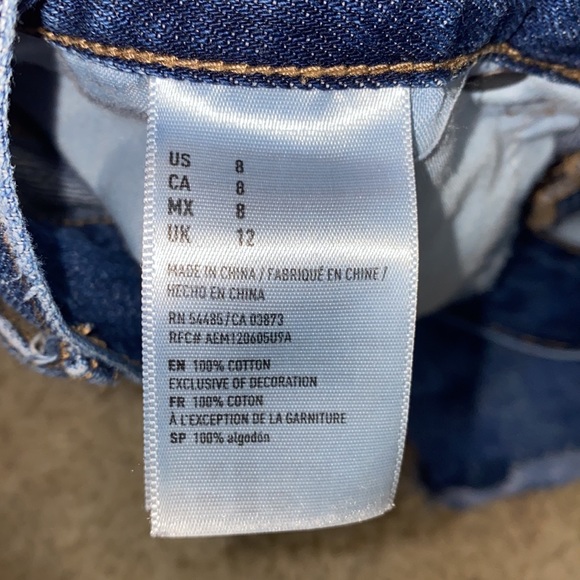 US 8
CA 8
MX 8
UK 12
MADE IN CHINA / FABRIQUÉ EN CHINE /
HECHO EN CHINA
RN 54485/CA 03873
RFC# AEM120605U9A
EN 100% COTTON
EXCLUSIVE OF DECORATION
FR 100% COTON
À L'EXCEPTION DE LA GARNITURE
SP 100% algodón